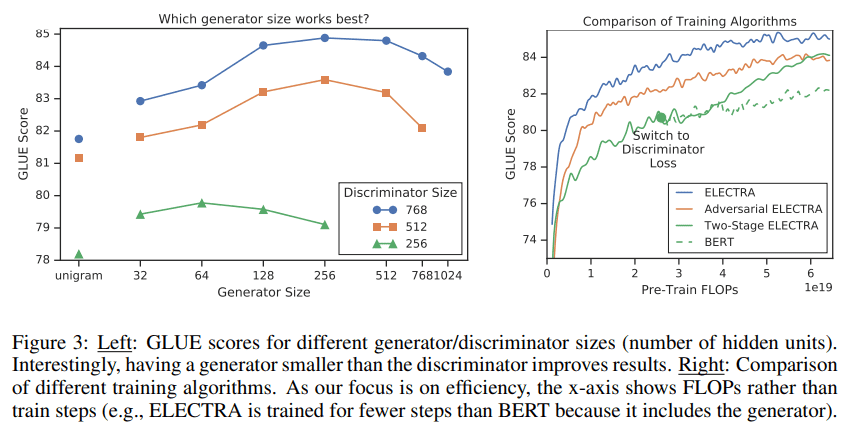 Which generator size works best?
85
84
83
82
81
80
79
78
GLUE Score
unigram
32
64
128
256
512
768
1024
Generator Size
Discriminator Size
768
512
256
Comparison of Training Algorithms
84
82
80
78
76
74
GLUE Score
0
1
2
3
4
5
6
1e19
Pre-Train FLOPs
Switch to
Discriminator
Loss
ELECTRA
Adversarial ELECTRA
Two-Stage ELECTRA
BERT
Figure 3: Left: GLUE scores for different generator/discriminator sizes (number of hidden units).
Interestingly, having a generator smaller than the discriminator improves results. Right: Comparison
of different training algorithms. As our focus is on efficiency, the x-axis shows FLOPs rather than
train steps (e.g., ELECTRA is trained for fewer steps than BERT because it includes the generator).